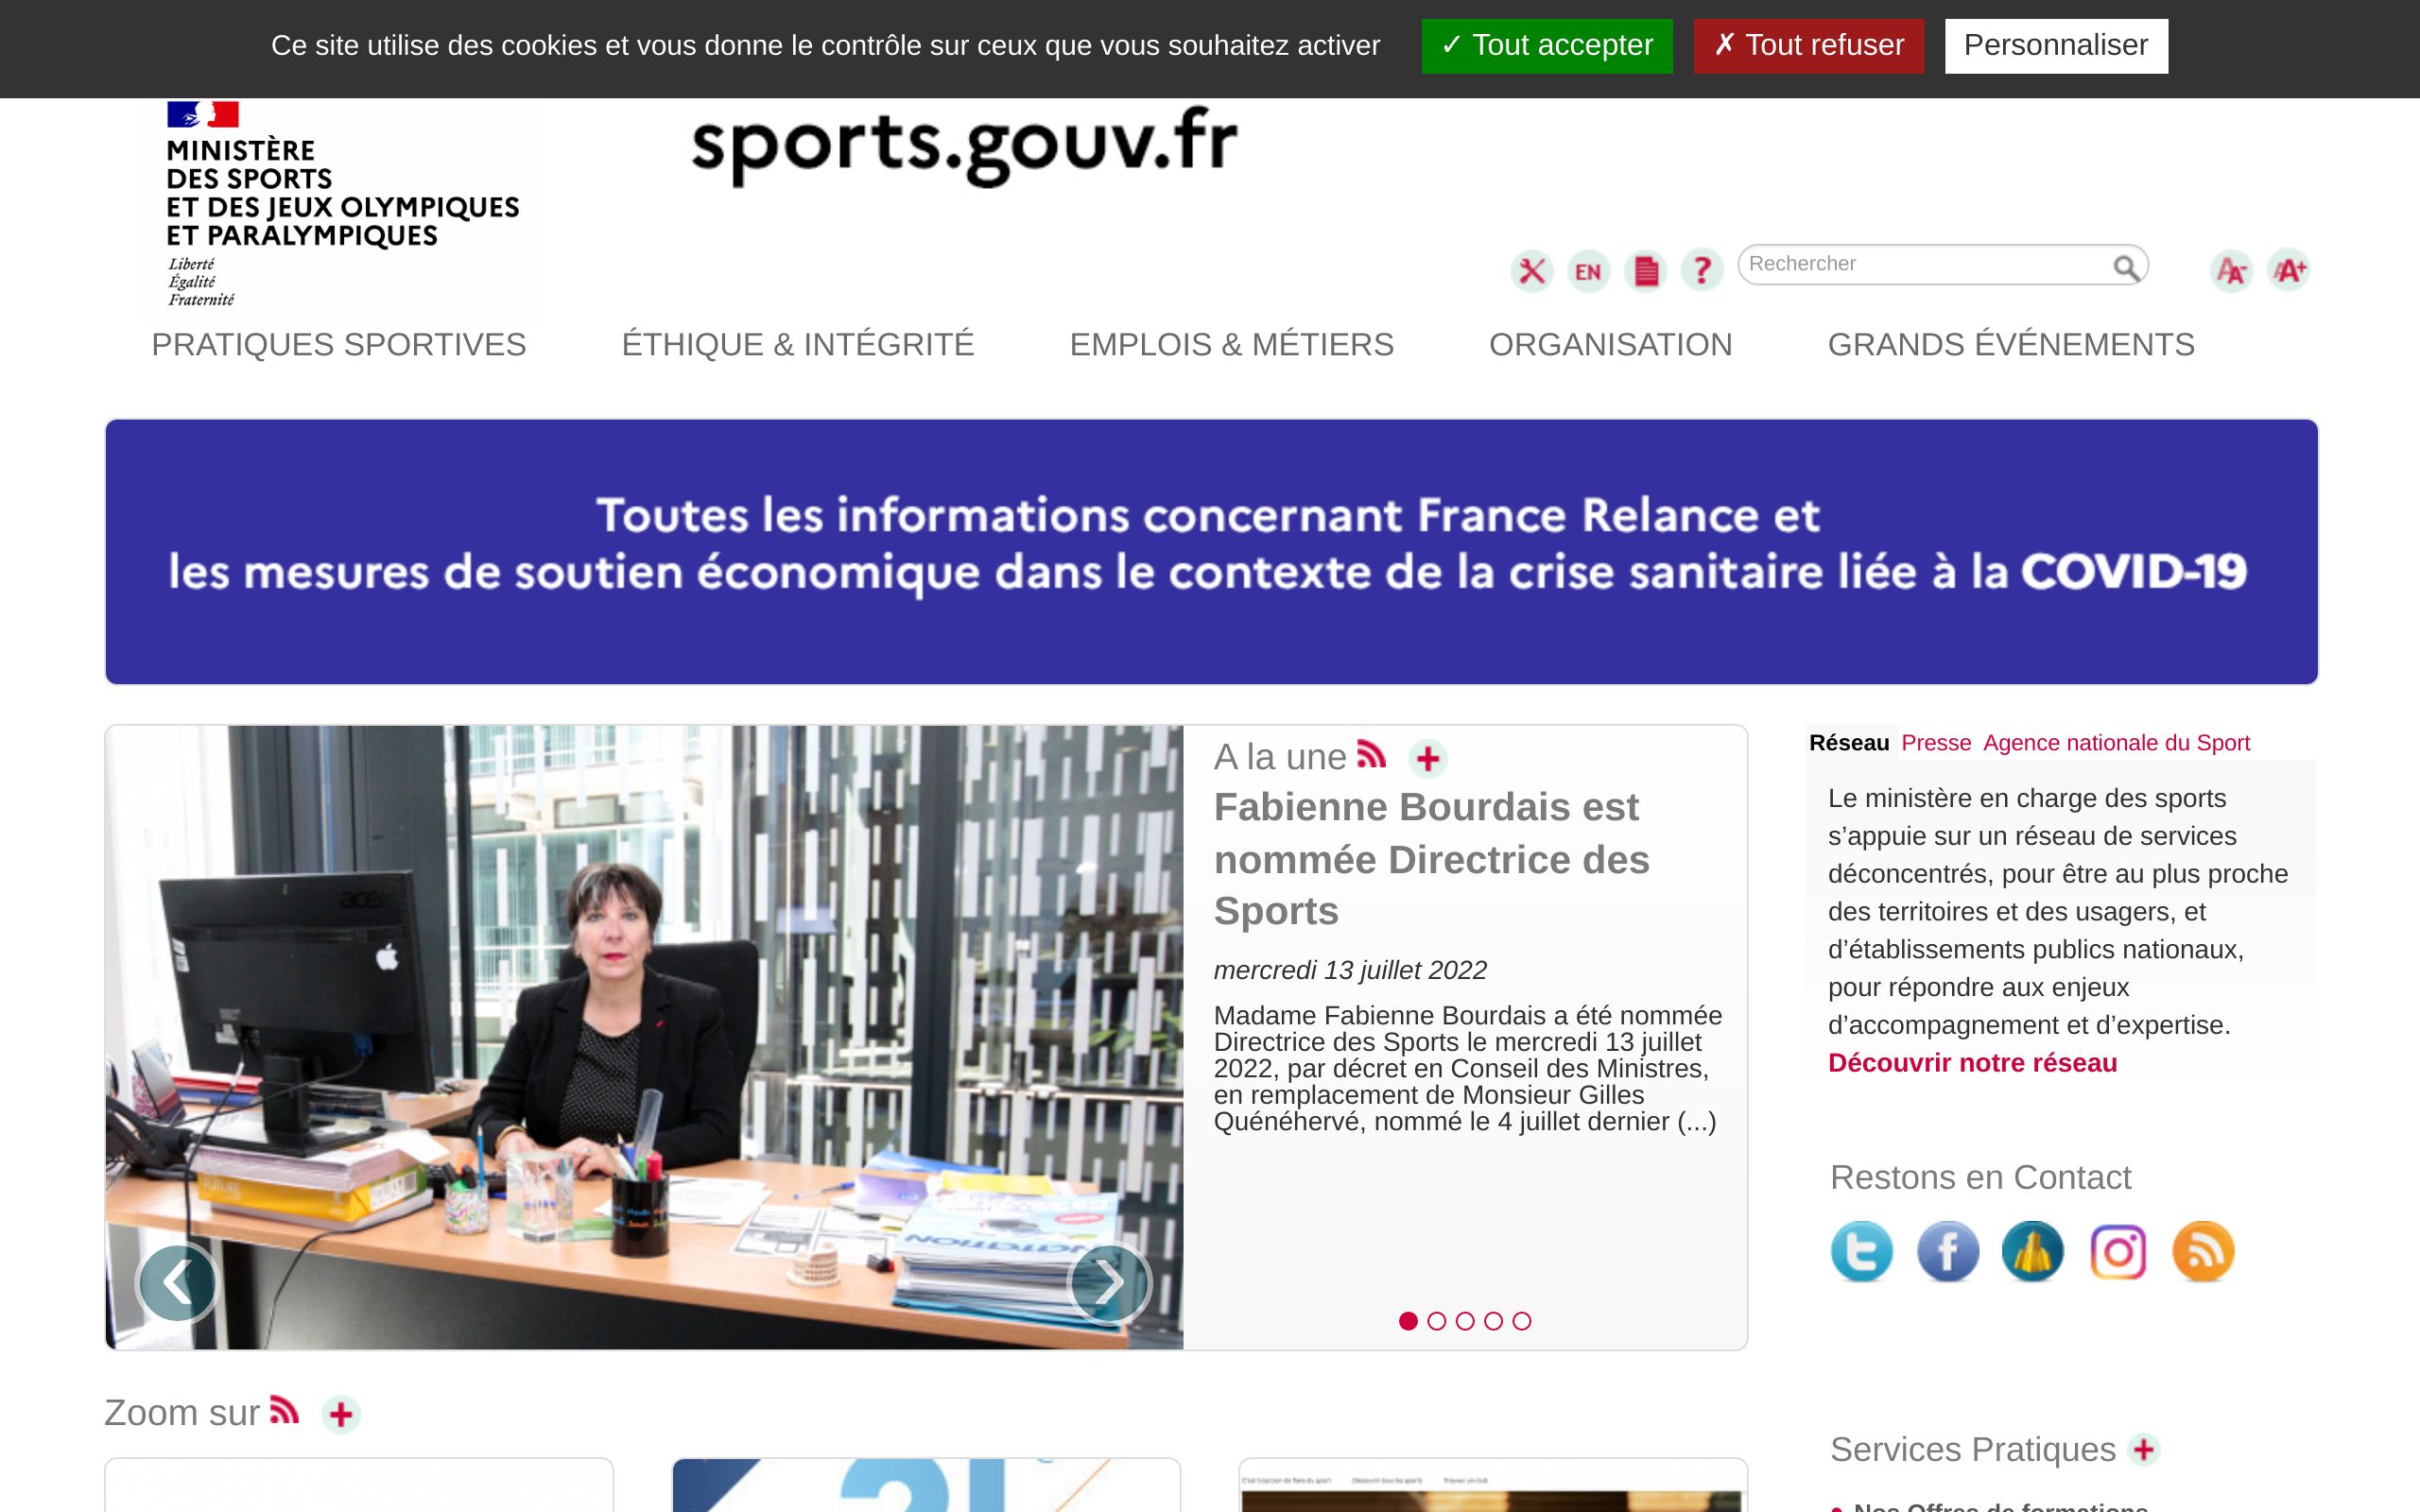 Ce site utilise des cookies et vous donne le contrôle sur ceux que vous souhaitez activer
✓ Tout accepter
✗ Tout refuser
Personnaliser
MINISTÈRE
DES SPORTS
ET DES JEUX OLYMPIQUES
ET PARALYMPIQUES
Liberté
Égalité
Fraternité
sports.gouv.fr
EN
?
Rechercher
AA-
AA+
PRATIQUES SPORTIVES
ÉTHIQUE & INTÉGRITÉ
EMPLOIS & MÉTIERS
ORGANISATION
GRANDS ÉVÉNEMENTS
Toutes les informations concernant France Relance et
les mesures de soutien économique dans le contexte de la crise sanitaire liée à la COVID-19
acer
NATATION
A la une
Fabienne Bourdais est
nommée Directrice des
Sports
mercredi 13 juillet 2022
Madame Fabienne Bourdais a été nommée
Directrice des Sports le mercredi 13 juillet
2022, par décret en Conseil des Ministres,
en remplacement de Monsieur Gilles
Quénéhervé, nommé le 4 juillet dernier (...)
Réseau Presse Agence nationale du Sport
Le ministère en charge des sports
s’appuie sur un réseau de services
déconcentrés, pour être au plus proche
des territoires et des usagers, et
d’établissements publics nationaux,
pour répondre aux enjeux
d’accompagnement et d’expertise.
Découvrir notre réseau
Restons en Contact
Zoom sur
Services Pratiques
Nos Offres de formations